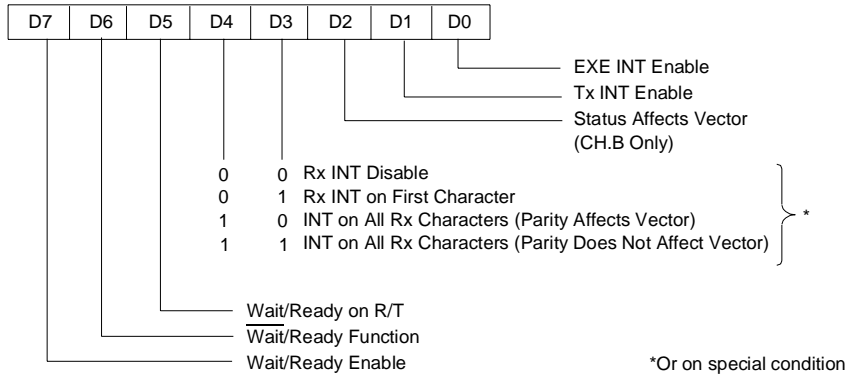 D7 D6 D5 D4 D3 D2 D1 D0
EXE INT Enable
Tx INT Enable
Status Affects Vector
(CH.B Only)
0 0 Rx INT Disable
0 1 Rx INT on First Character
1 0 INT on All Rx Characters (Parity Affects Vector)
1 1 INT on All Rx Characters (Parity Does Not Affect Vector)
*
Wait/Ready on R/T
Wait/Ready Function
Wait/Ready Enable
*Or on special condition